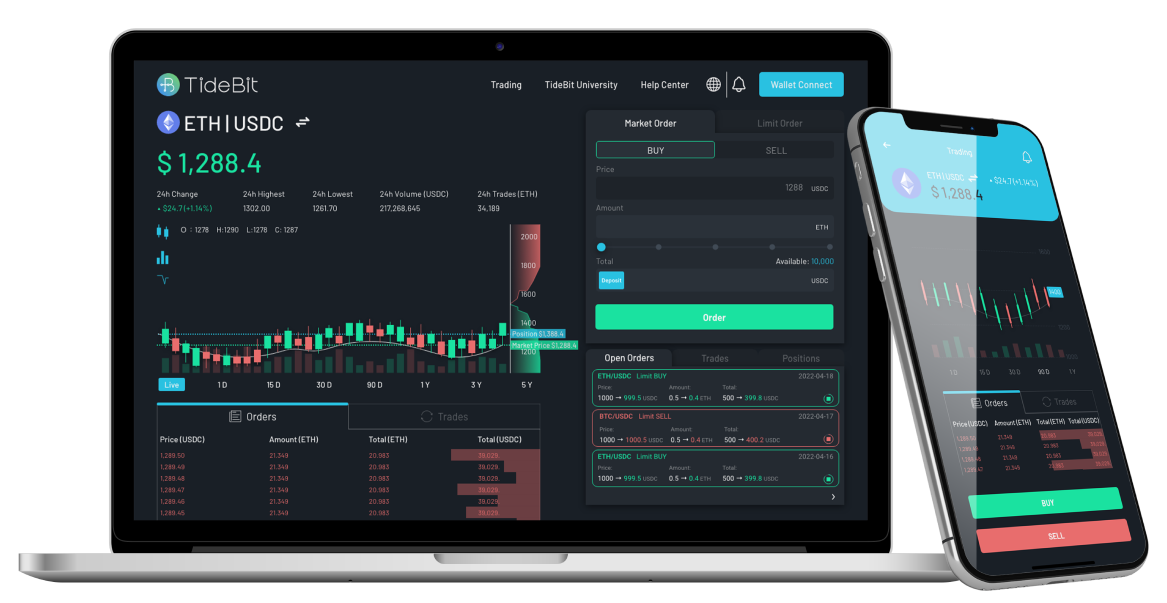 TideBit
Trading TideBit University Help Center Wallet Connect
ETH | USDC
$ 1,288.4
24h Change 24h Highest 24h Lowest 24h Volume (USDC) 24h Trades (ETH)
$24.7 (+1.14%) 1302.00 1261.70 217,268,645 34,189
O : 1278 H:1290 L:1278 C: 1287
2000
1800
1600
1400
Position $1,388.4
Market Price $1,288.4
1200
Live 1 D 15 D 30 D 90 D 1 Y 3 Y 5 Y
Orders Trades
Price (USDC) Amount (ETH) Total (ETH) Total (USDC)
1,289.50 21.349 20.983 39,029.
1,289.49 21.349 20.983 39,029.
1,289.48 21.349 20.983 39,029.
1,289.47 21.349 20.983 39,029.
1,289.46 21.349 20.983 39,029.
1,289.45 21.349 20.983 39,029.
Market Order Limit Order
BUY SELL
Price
1288 USDC
Amount
ETH
Total Available: 10.000
Deposit USDC
Order
Open Orders Trades Positions
ETH/USDC Limit BUY 2022-04-18
Price: Amount: Total:
1000 → 999.5 USDC 0.5 → 0.4 ETH 500 → 399.8 USDC
BTC/USDC Limit SELL 2022-04-17
Price: Amount: Total:
1000 → 1000.5 USDC 0.5 → 0.4 ETH 500 → 400.2 USDC
ETH/USDC Limit BUY 2022-04-16
Price: Amount: Total:
1000 → 999.5 USDC 0.5 → 0.4 ETH 500 → 399.8 USDC
Trading
ETH | USDC
$ 1,288.4 $24.7 (+1.14%)
1 D 15 D 30 D 90 D 1 Y
Orders Trades
Price (USDC) Amount (ETH) Total (ETH) Total (USDC)
1,289.50 21.349 20.983 39,029.
1,289.49 21.349 20.983 39,029.
1,289.48 21.349 20.983 39,029.
1,289.47 21.349 20.983 39,029.
BUY
SELL